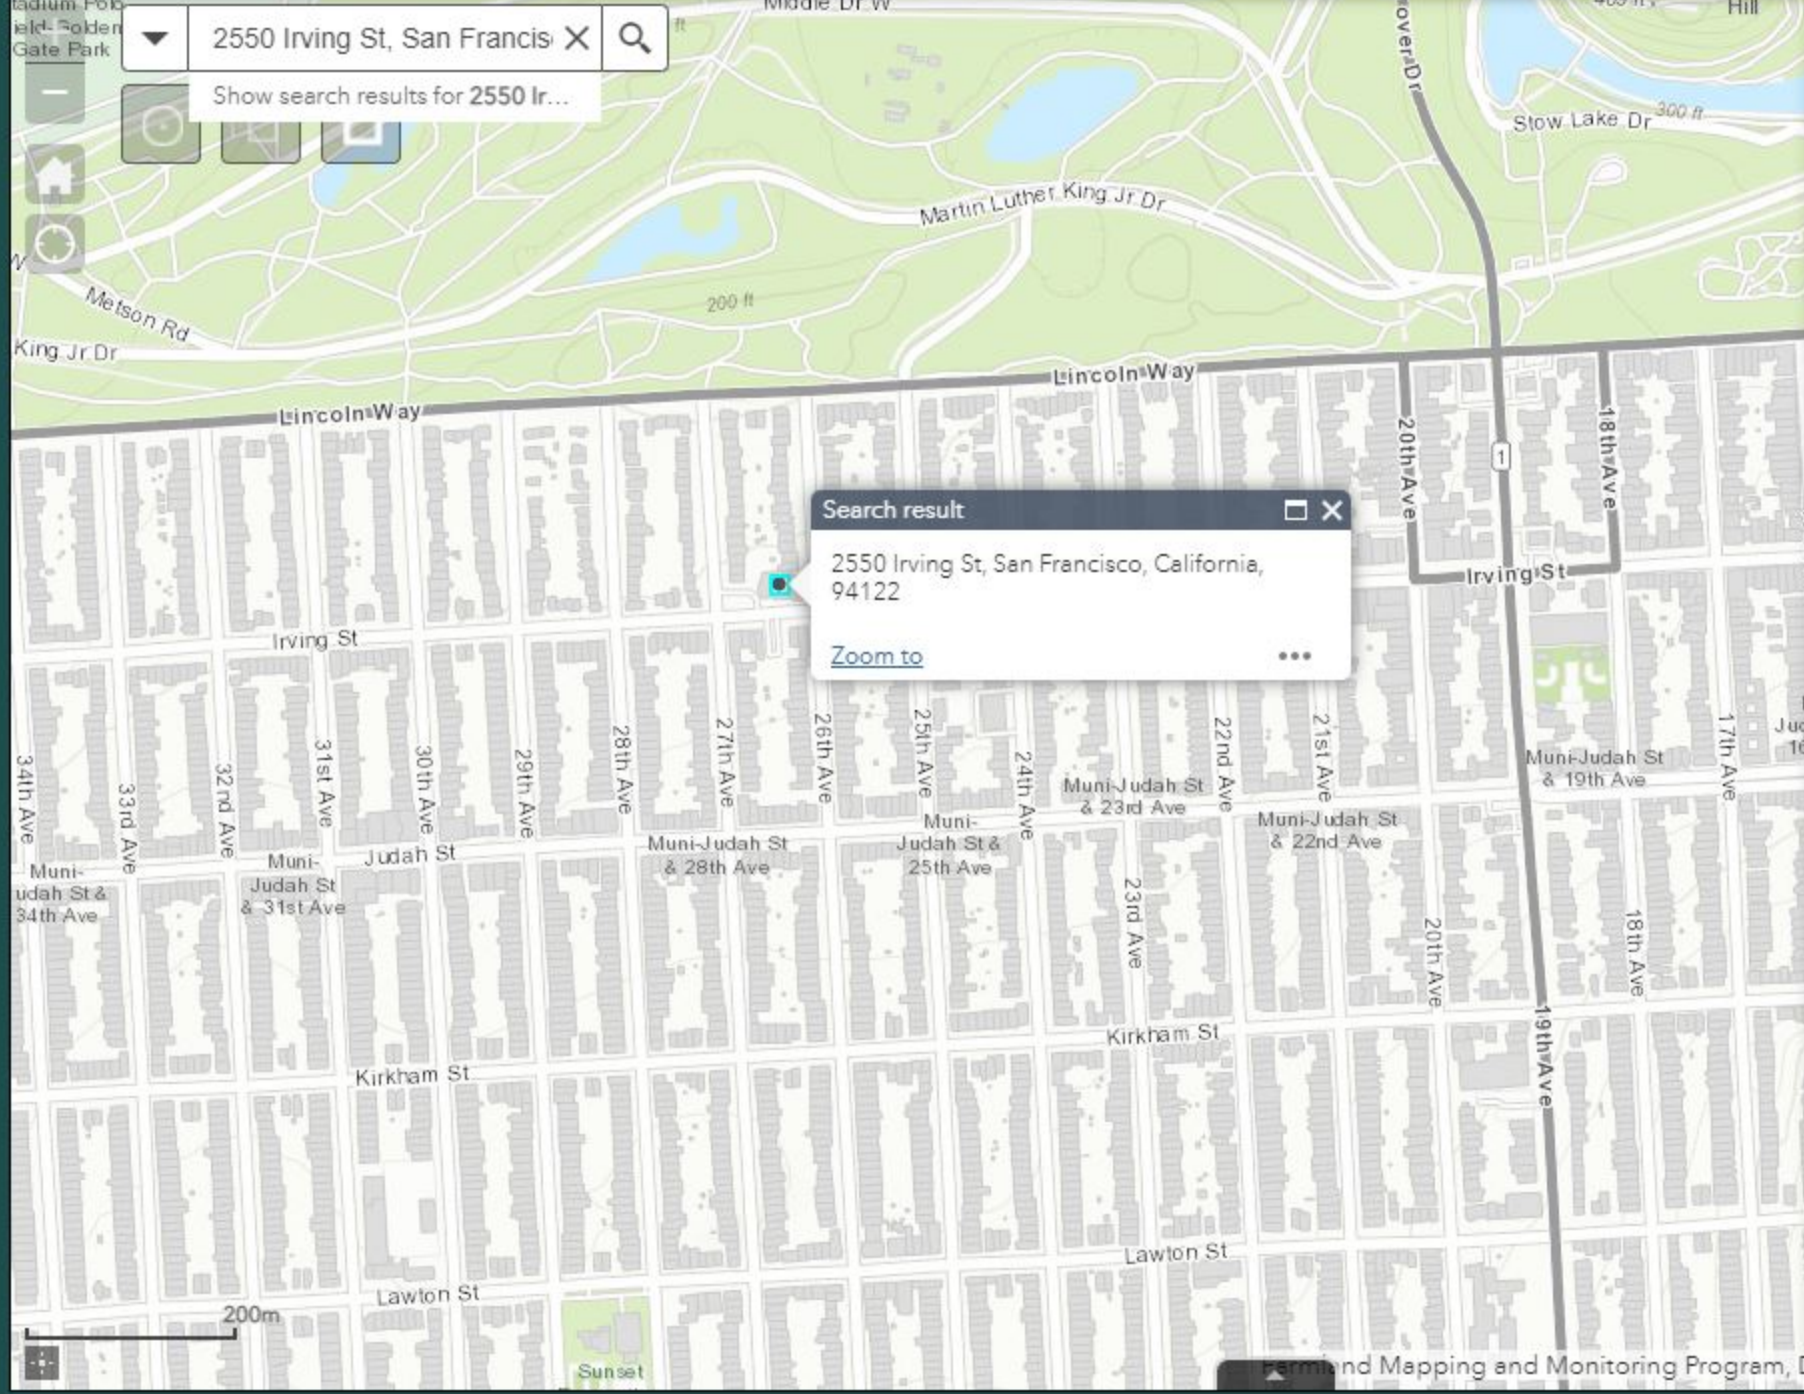 Gate Park
2550 Irving St, San Francis
Show search results for 2550 Ir...
Middle Dr W
Hill
Stow Lake Dr
300 ft
Martin Luther King Jr Dr
200 ft
Metson Rd
King Jr Dr
Lincoln Way
Lincoln Way
20th Ave
1
18th Ave
Search result
2550 Irving St, San Francisco, California,
94122
Zoom to
Irving St
Irving St
34th Ave
33rd Ave
32nd Ave
31st Ave
30th Ave
29th Ave
28th Ave
27th Ave
26th Ave
25th Ave
24th Ave
22nd Ave
21st Ave
17th Ave
Muni-Judah St
& 19th Ave
Muni-Judah St
& 23rd Ave
Muni-Judah St
& 22nd Ave
Muni-
Judah St &
25th Ave
Muni-Judah St
& 28th Ave
Judah St
Muni-
Judah St
& 31st Ave
Muni-
udah St &
34th Ave
23rd Ave
20th Ave
18th Ave
19th Ave
Kirkham St
Kirkham St
Lawton St
Lawton St
200m
Sunset
Farmland Mapping and Monitoring Program,